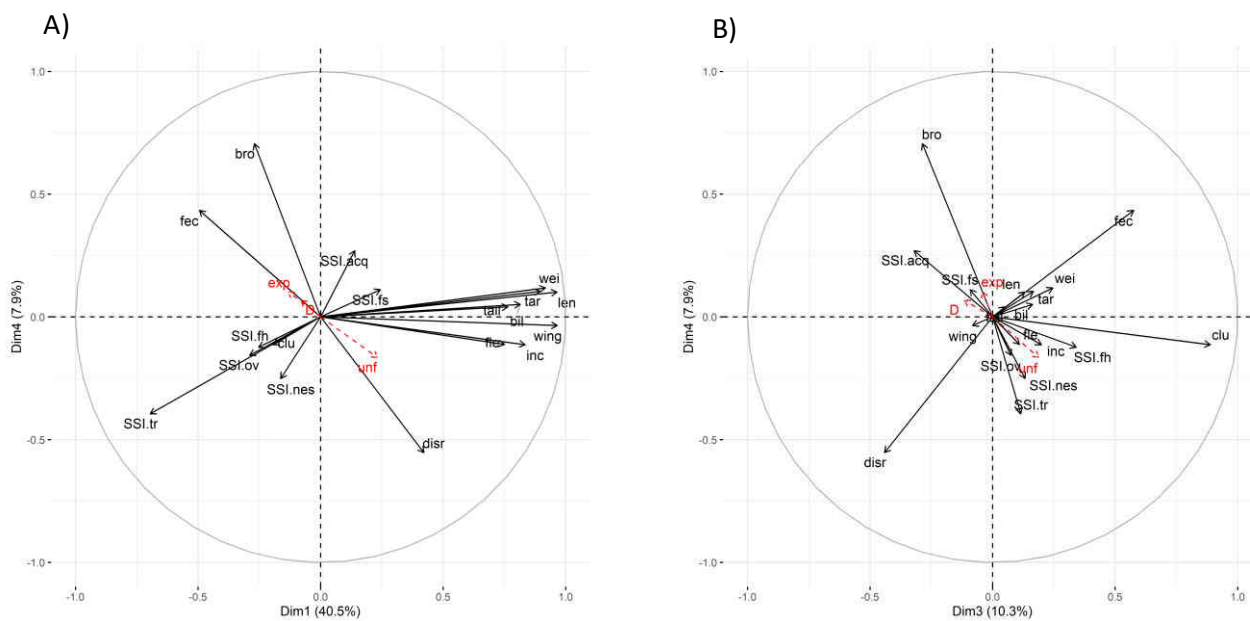 A)
1.0
0.5
0.0
-0.5
-1.0
Dim4 (7.9%)
bro
fec
SSI.acq
exp
D
SSI.fs
wei
tar
len
tail
bil
wing
fle
inc
SSI.fh
clu
SSI.ov
unf
SSI.nes
SSI.tr
disr
-1.0 -0.5 0.0 0.5 1.0
Dim1 (40.5%)
B)
1.0
0.5
0.0
-0.5
-1.0
Dim4 (7.9%)
bro
fec
SSI.acq
SSI.fs
exp
len
wei
D
tar
bil
wing
fle
clu
inc
SSI.fh
SSI.ov
unf
SSI.nes
SSI.tr
disr
-1.0 -0.5 0.0 0.5 1.0
Dim3 (10.3%)